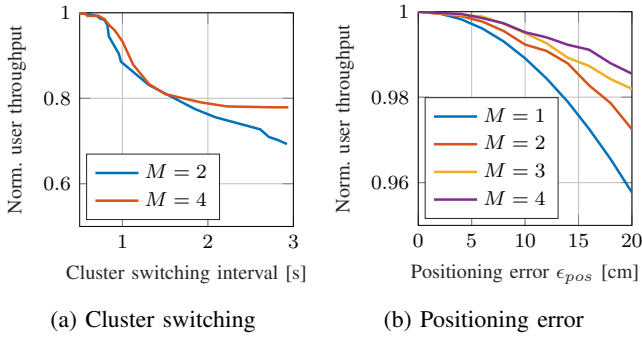 Norm. user throughput
1
0.8
0.6
1
2
3
M = 2
M = 4
Cluster switching interval [s]
(a) Cluster switching
Norm. user throughput
1
0.98
0.96
0
5
10
15
20
M = 1
M = 2
M = 3
M = 4
Positioning error ϵpos [cm]
(b) Positioning error